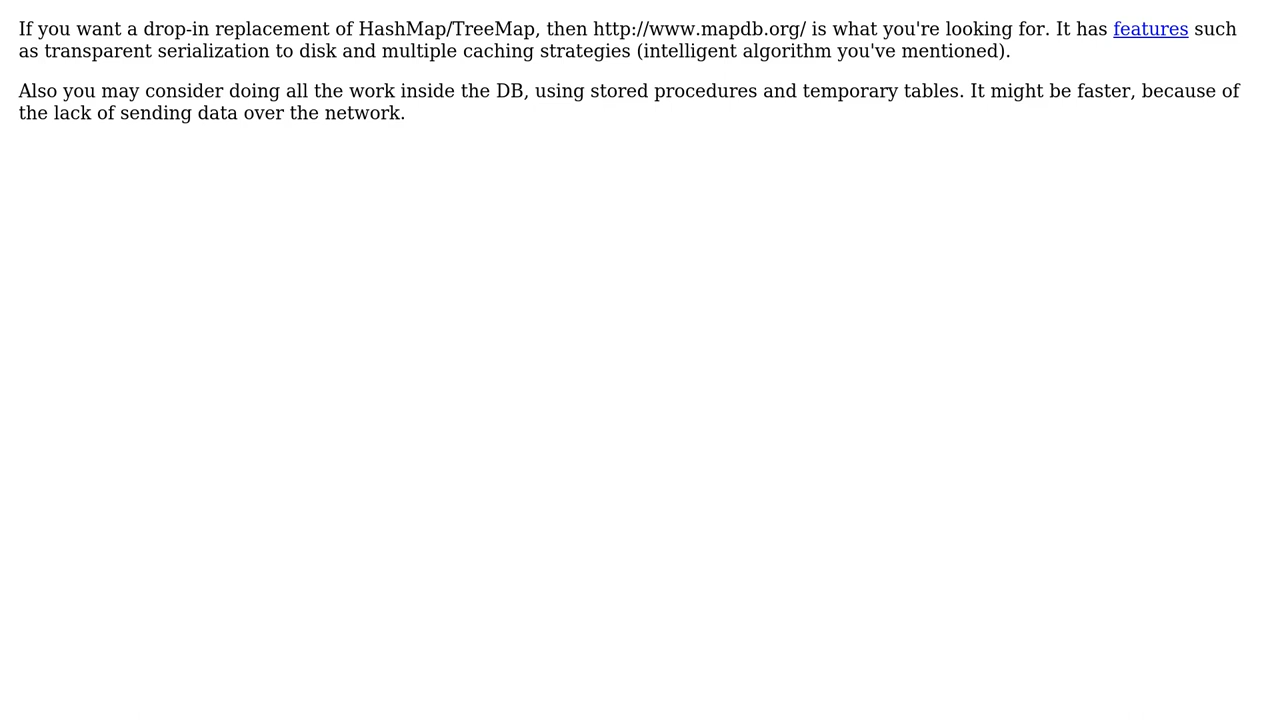 If you want a drop-in replacement of HashMap/TreeMap, then http://www.mapdb.org/ is what you're looking for. It has features such
as transparent serialization to disk and multiple caching strategies (intelligent algorithm you've mentioned).
Also you may consider doing all the work inside the DB, using stored procedures and temporary tables. It might be faster, because of
the lack of sending data over the network.